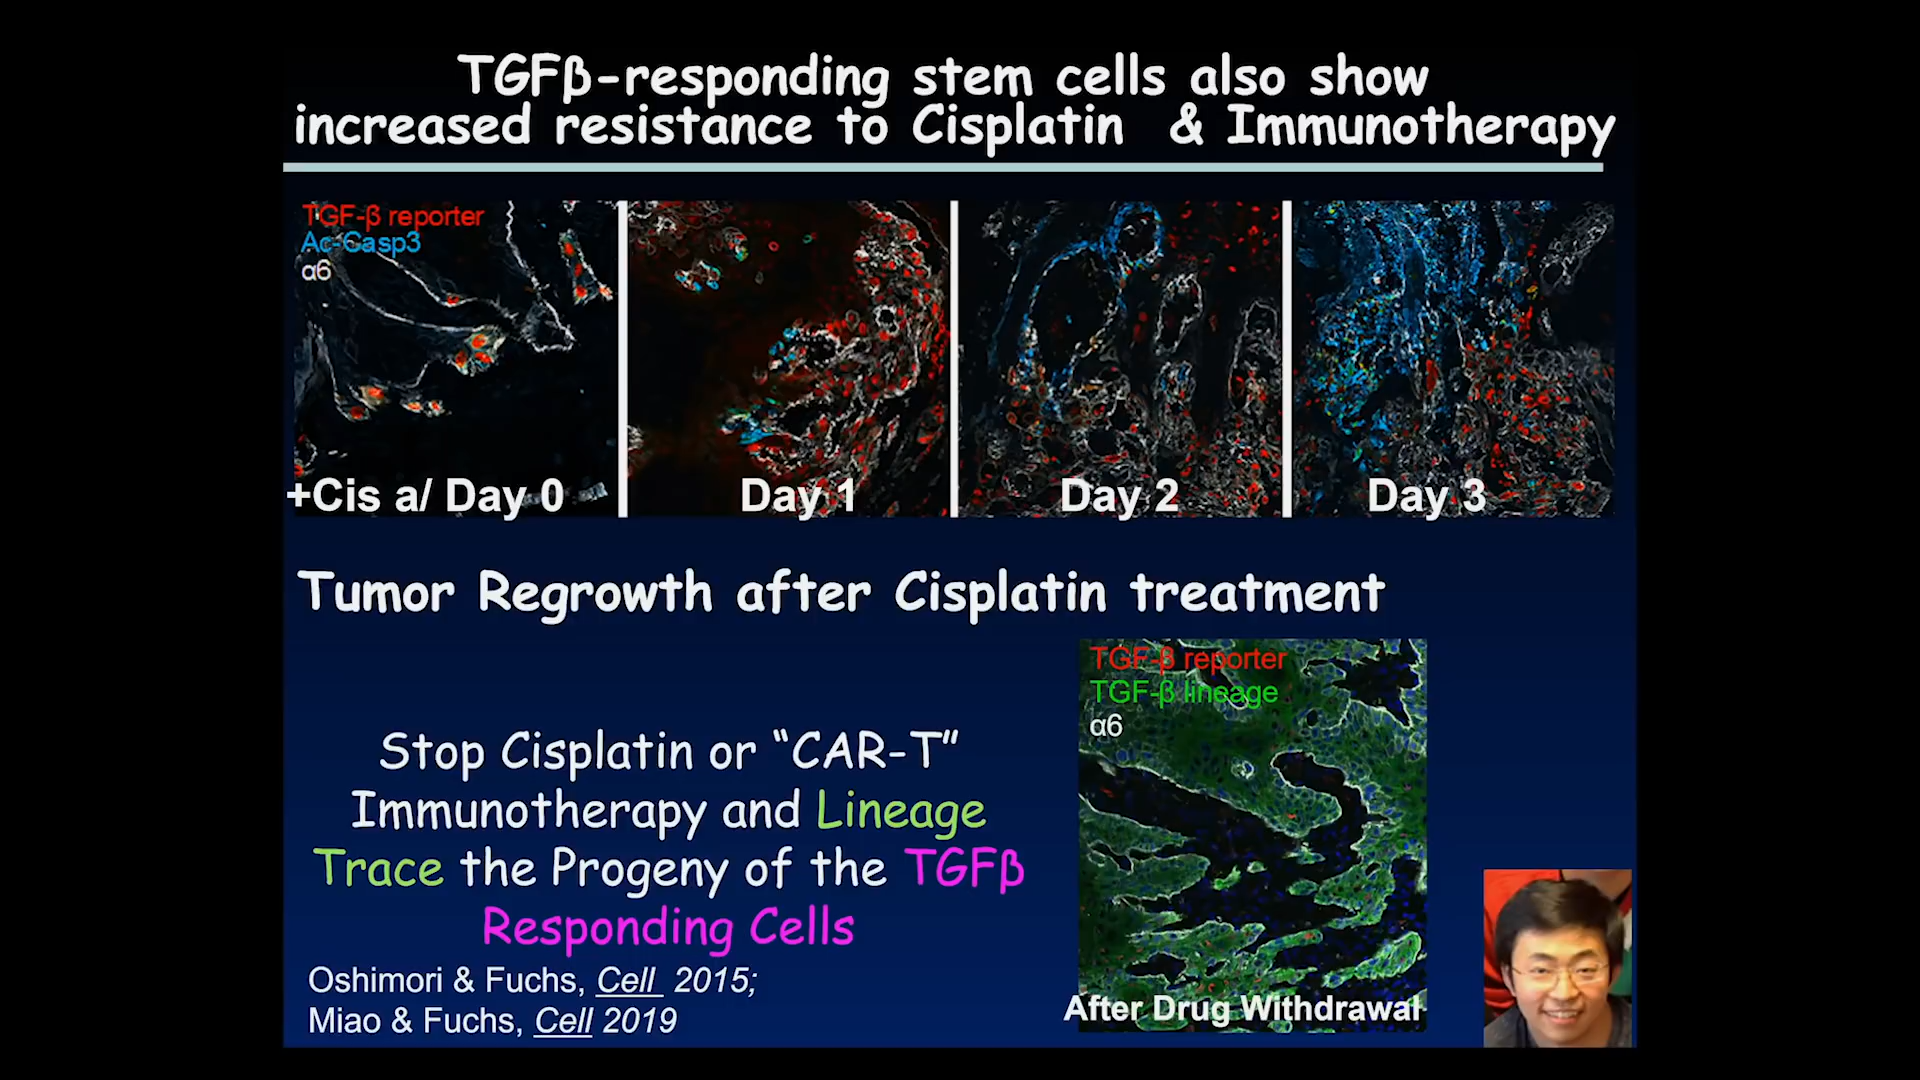 TGFβ-responding stem cells also show
increased resistance to Cisplatin & Immunotherapy
TGF-β reporter
Ac-Casp3
α6
+Cis a/ Day 0
Day 1
Day 2
Day 3
Tumor Regrowth after Cisplatin treatment
Stop Cisplatin or “CAR-T”
Immunotherapy and Lineage
Trace the Progeny of the TGFβ
Responding Cells
Oshimori & Fuchs, Cell 2015;
Miao & Fuchs, Cell 2019
TGF-β reporter
TGF-β lineage
α6
After Drug Withdrawal